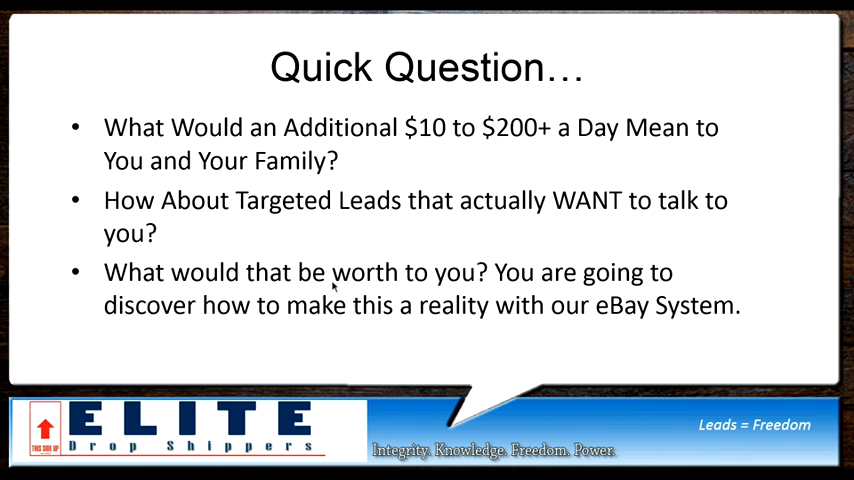 Quick Question…
• What Would an Additional $10 to $200+ a Day Mean to
You and Your Family?
• How About Targeted Leads that actually WANT to talk to
you?
• What would that be worth to you? You are going to
discover how to make this a reality with our eBay System.
THIS SIDE UP
ELITE
Drop Shippers
Integrity. Knowledge. Freedom. Power.
Leads = Freedom